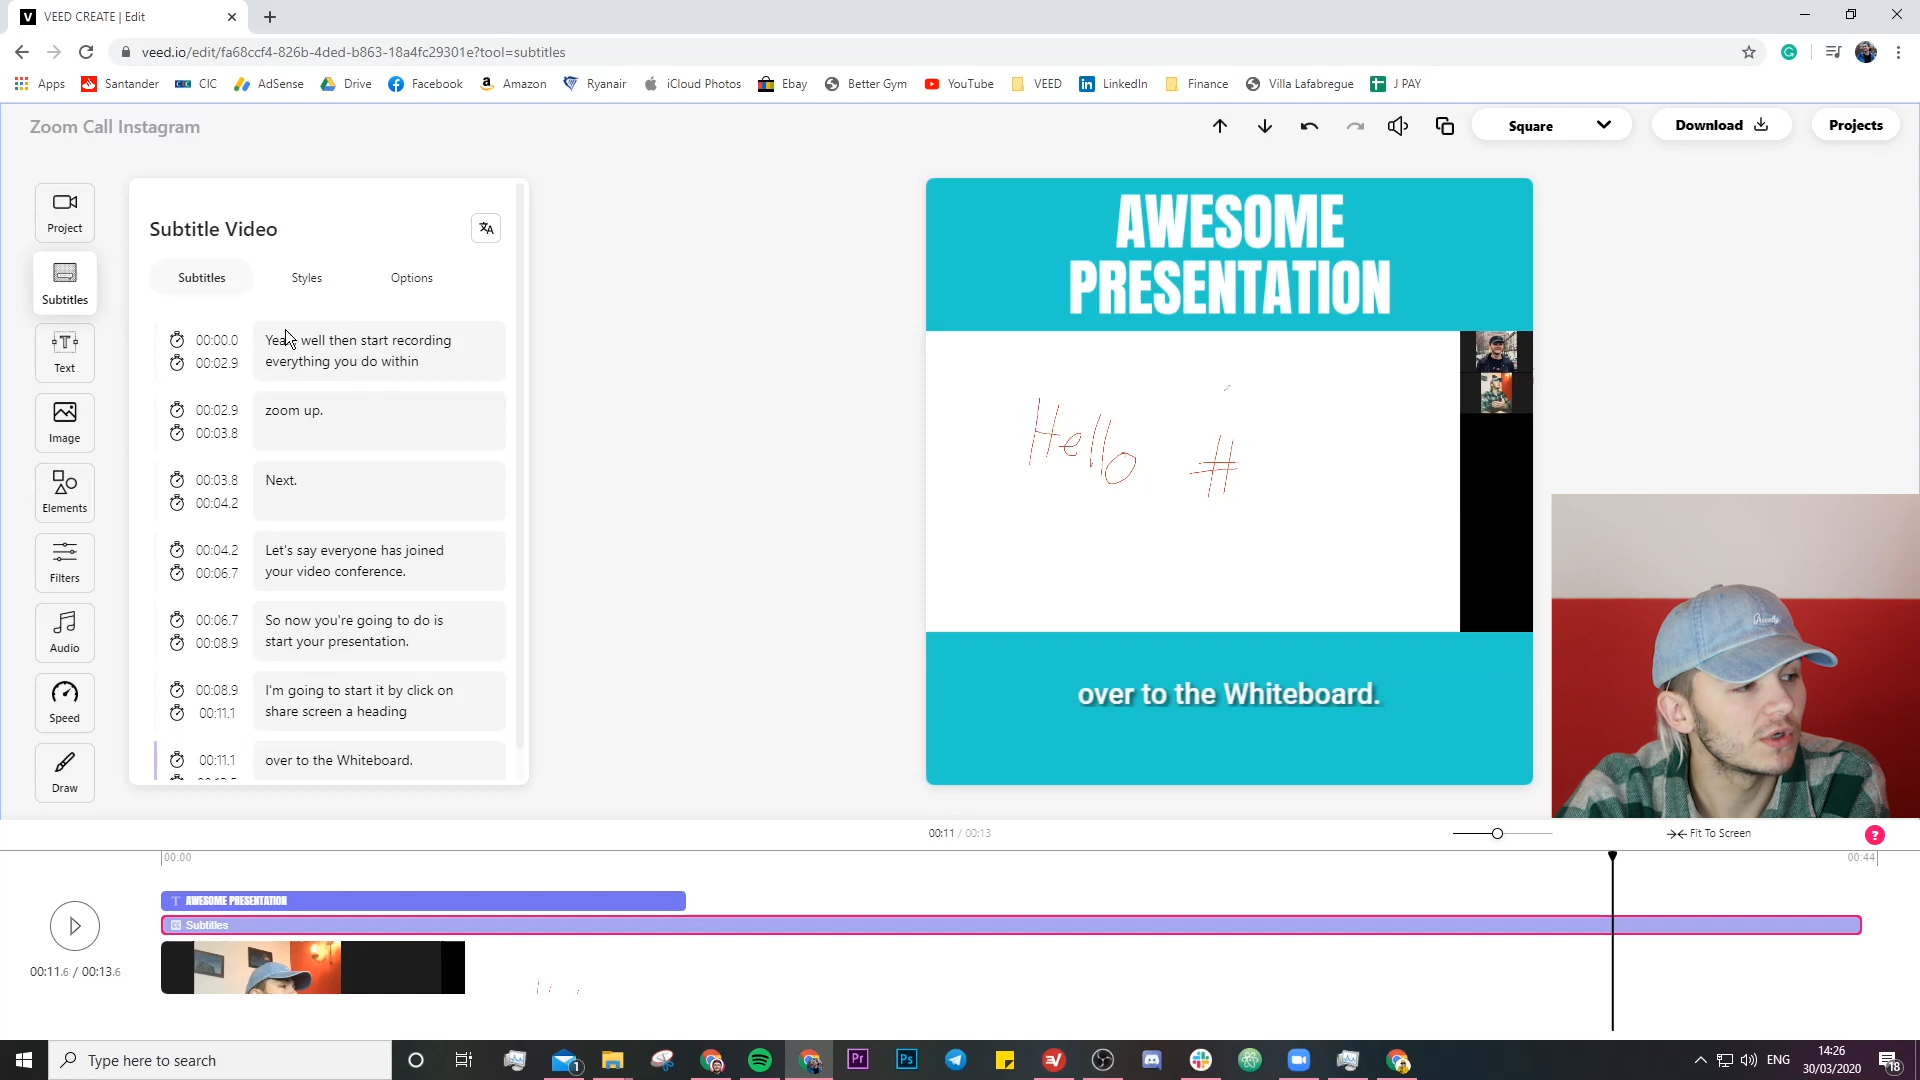 VEED CREATE | Edit
veed.io/edit/fa68ccf4-826b-4ded-b863-18a4fc29301e?tool=subtitles
Apps Santander CIC AdSense Drive Facebook Amazon Ryanair iCloud Photos Ebay Better Gym YouTube VEED LinkedIn Finance Villa Lafabregue J PAY
Zoom Call Instagram
Square
Download
Projects
Project
Subtitles
Text
Image
Elements
Filters
Audio
Speed
Draw
Subtitle Video
Subtitles Styles Options
00:00.0
00:02.9
Yeah well then start recording
everything you do within
00:02.9
00:03.8
zoom up.
00:03.8
00:04.2
Next.
00:04.2
00:06.7
Let's say everyone has joined
your video conference.
00:06.7
00:08.9
So now you're going to do is
start your presentation.
00:08.9
00:11.1
I'm going to start it by click on
share screen a heading
00:11.1
over to the Whiteboard.
AWESOME
PRESENTATION
Hello #
over to the Whiteboard.
00:11 / 00:13
Fit To Screen
?
00:00
00:44
AWESOME PRESENTATION
Subtitles
00:11.6 / 00:13.6
Type here to search
1
Pr
Ps
ENG
14:26
30/03/2020
18